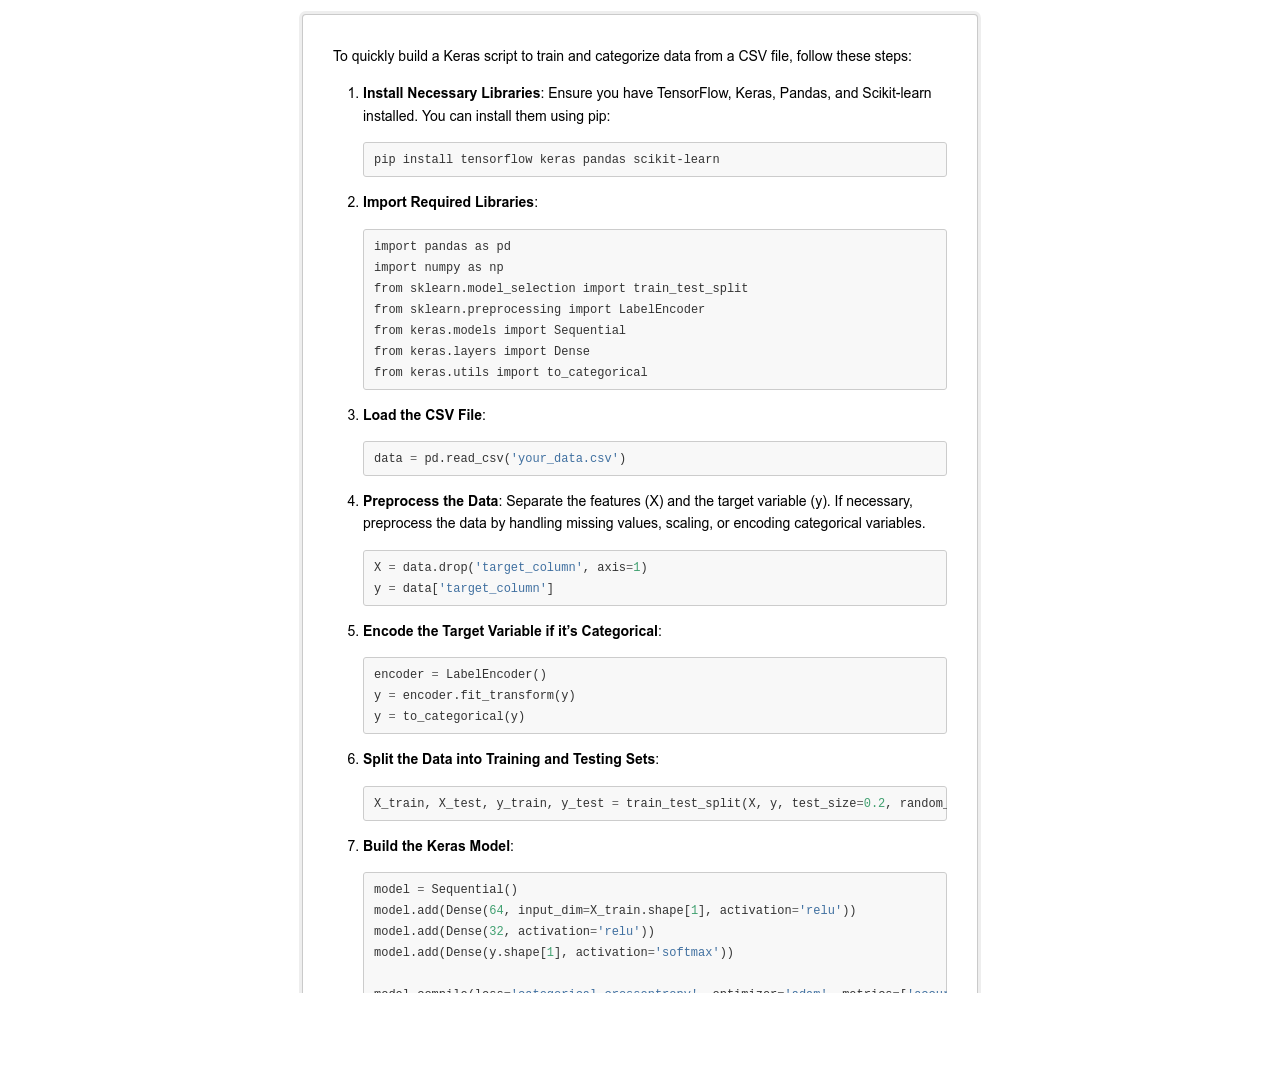 To quickly build a Keras script to train and categorize data from a CSV file, follow these steps:
1. Install Necessary Libraries: Ensure you have TensorFlow, Keras, Pandas, and Scikit-learn
installed. You can install them using pip:
pip install tensorflow keras pandas scikit-learn
2. Import Required Libraries:
import pandas as pd
import numpy as np
from sklearn.model_selection import train_test_split
from sklearn.preprocessing import LabelEncoder
from keras.models import Sequential
from keras.layers import Dense
from keras.utils import to_categorical
3. Load the CSV File:
data = pd.read_csv('your_data.csv')
4. Preprocess the Data: Separate the features (X) and the target variable (y). If necessary,
preprocess the data by handling missing values, scaling, or encoding categorical variables.
X = data.drop('target_column', axis=1)
y = data['target_column']
5. Encode the Target Variable if it’s Categorical:
encoder = LabelEncoder()
y = encoder.fit_transform(y)
y = to_categorical(y)
6. Split the Data into Training and Testing Sets:
X_train, X_test, y_train, y_test = train_test_split(X, y, test_size=0.2, random_
7. Build the Keras Model:
model = Sequential()
model.add(Dense(64, input_dim=X_train.shape[1], activation='relu'))
model.add(Dense(32, activation='relu'))
model.add(Dense(y.shape[1], activation='softmax'))